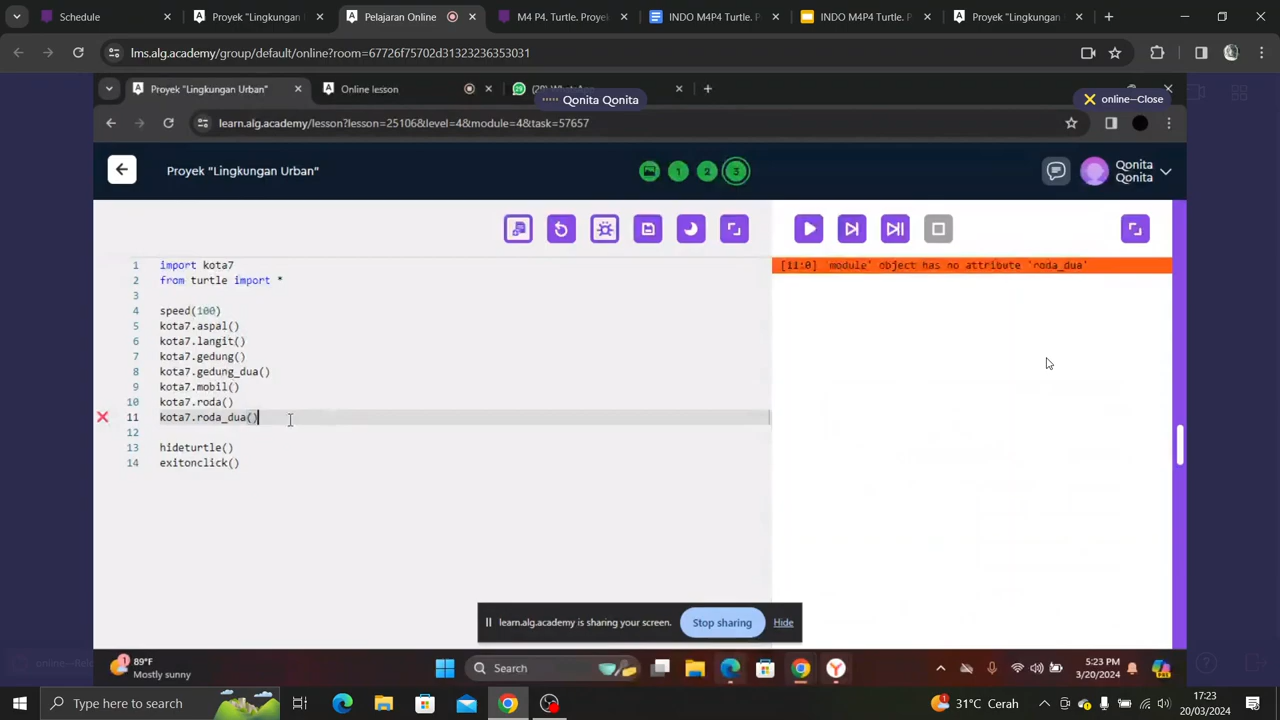 Schedule
Proyek "Lingkungan
Pelajaran Online
M4 P4. Turtle. Proye
INDO M4P4 Turtle. P
INDO M4P4 Turtle. P
Proyek "Lingkungan
lms.alg.academy/group/default/online?room=67726f75702d31323236353031
Proyek "Lingkungan Urban"
Online lesson
Qonita Qonita
online--Close
learn.alg.academy/lesson?lesson=25106&level=4&module=4&task=57657
Proyek "Lingkungan Urban"
1 2 3
Qonita
Qonita
[11:0] 'module' object has no attribute 'roda_dua'
1 import kota7
2 from turtle import *
3
4 speed(100)
5 kota7.aspal()
6 kota7.langit()
7 kota7.gedung()
8 kota7.gedung_dua()
9 kota7.mobil()
10 kota7.roda()
11 kota7.roda_dua()
12
13 hideturtle()
14 exitonclick()
learn.alg.academy is sharing your screen.
Stop sharing
Hide
89°F
Mostly sunny
Search
5:23 PM
3/20/2024
Type here to search
31°C Cerah
17:23
20/03/2024